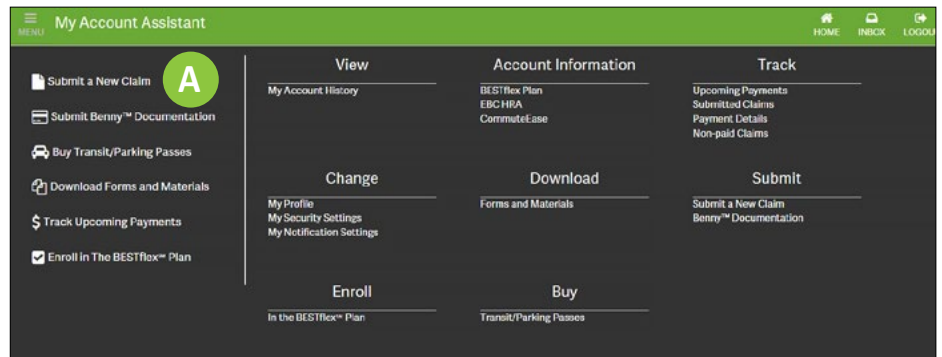 MENU
My Account Assistant
HOME
INBOX
LOGOU
Submit a New Claim
A
Submit Benny™ Documentation
Buy Transit/Parking Passes
Download Forms and Materials
$ Track Upcoming Payments
Enroll in The BESTflex℠ Plan
View
My Account History
Account Information
BESTflex Plan
EBC HRA
CommuteEase
Track
Upcoming Payments
Submitted Claims
Payment Details
Non-paid Claims
Change
My Profile
My Security Settings
My Notification Settings
Download
Forms and Materials
Submit
Submit a New Claim
Benny™ Documentation
Enroll
In the BESTflex℠ Plan
Buy
Transit/Parking Passes